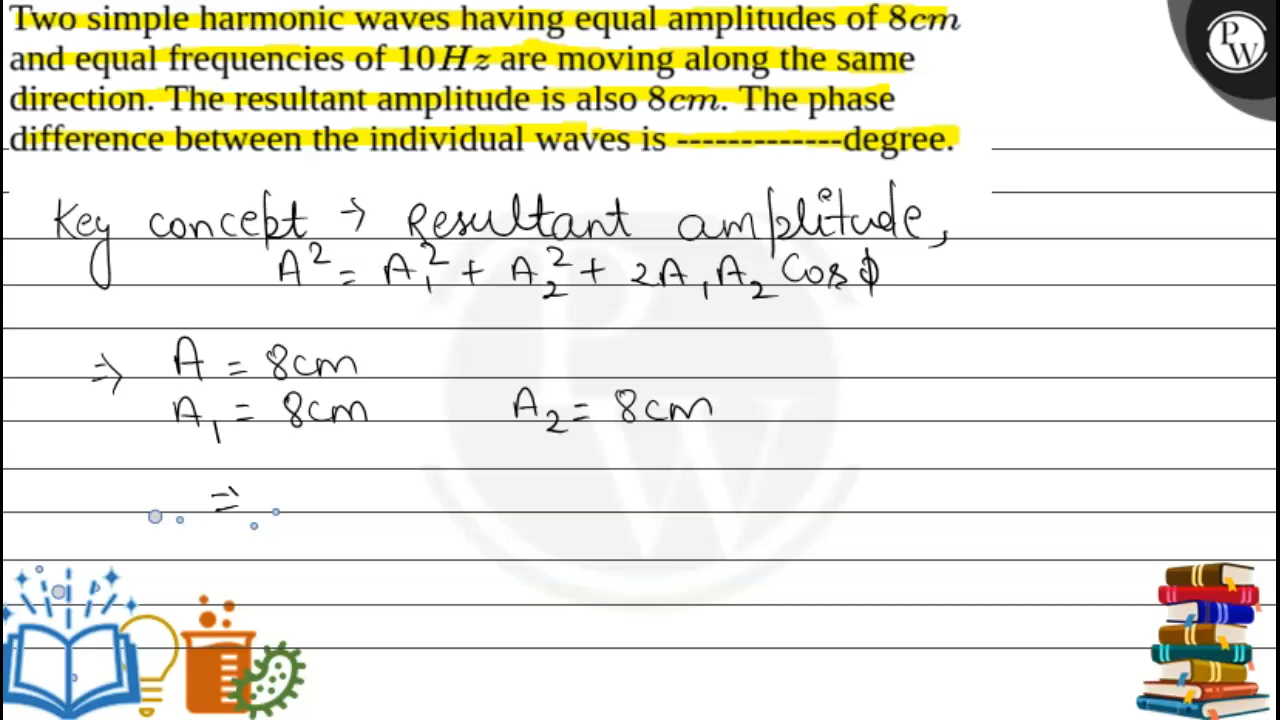 Two simple harmonic waves having equal amplitudes of 8cm
and equal frequencies of 10Hz are moving along the same
direction. The resultant amplitude is also 8cm. The phase
difference between the individual waves is -------------degree.
PW
Key concept → Resultant amplitude,
A² = A₁² + A₂² + 2A₁A₂ Cos ϕ
⇒ A = 8cm
A₁ = 8cm A₂ = 8cm
⇒
PW